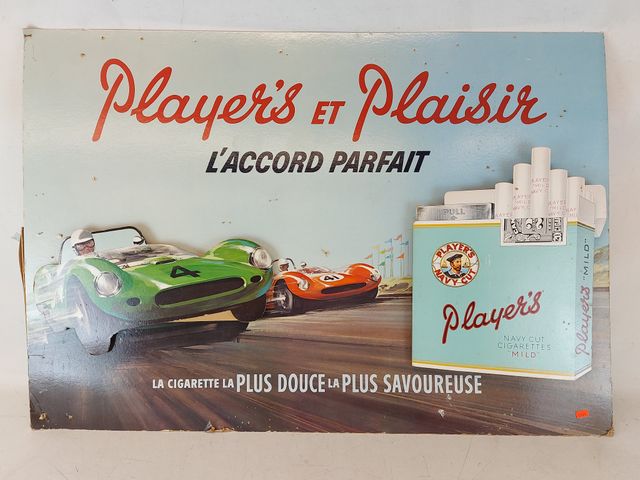 Player's ET Plaisir
L'ACCORD PARFAIT
PULL
PLAYER'S
NAVY CUT
Player's
NAVY CUT
CIGARETTES
"MILD"
Player's "MILD"
4
LA CIGARETTE LA PLUS DOUCE LA PLUS SAVOUREUSE